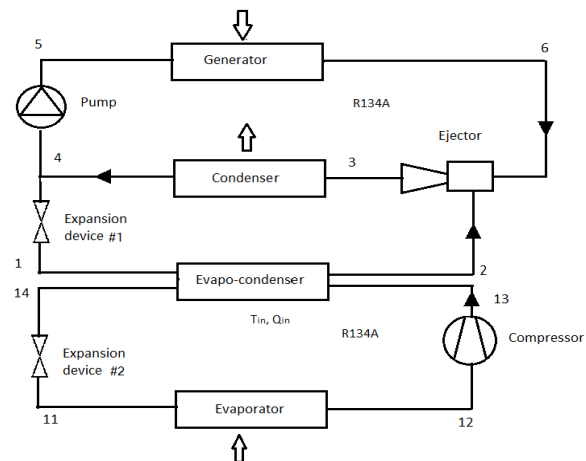 5
6
Generator
R134A
Pump
Ejector
4
3
Condenser
Expansion
device #1
1
2
Evapo-condenser
14
13
Tin, Qin
R134A
Compressor
Expansion
device #2
11
Evaporator
12